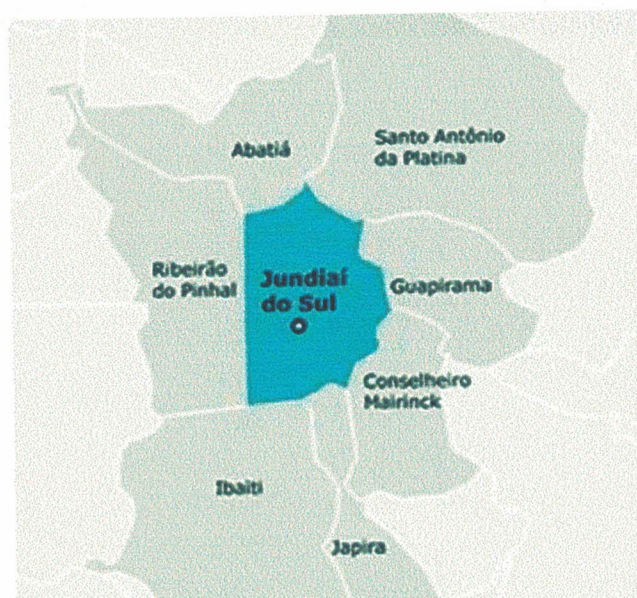 Abatiá
Santo Antônio
da Platina
Ribeirão
do Pinhal
Jundiaí
do Sul
Guapirama
Conselheiro
Mairinck
Ibaiti
Japira